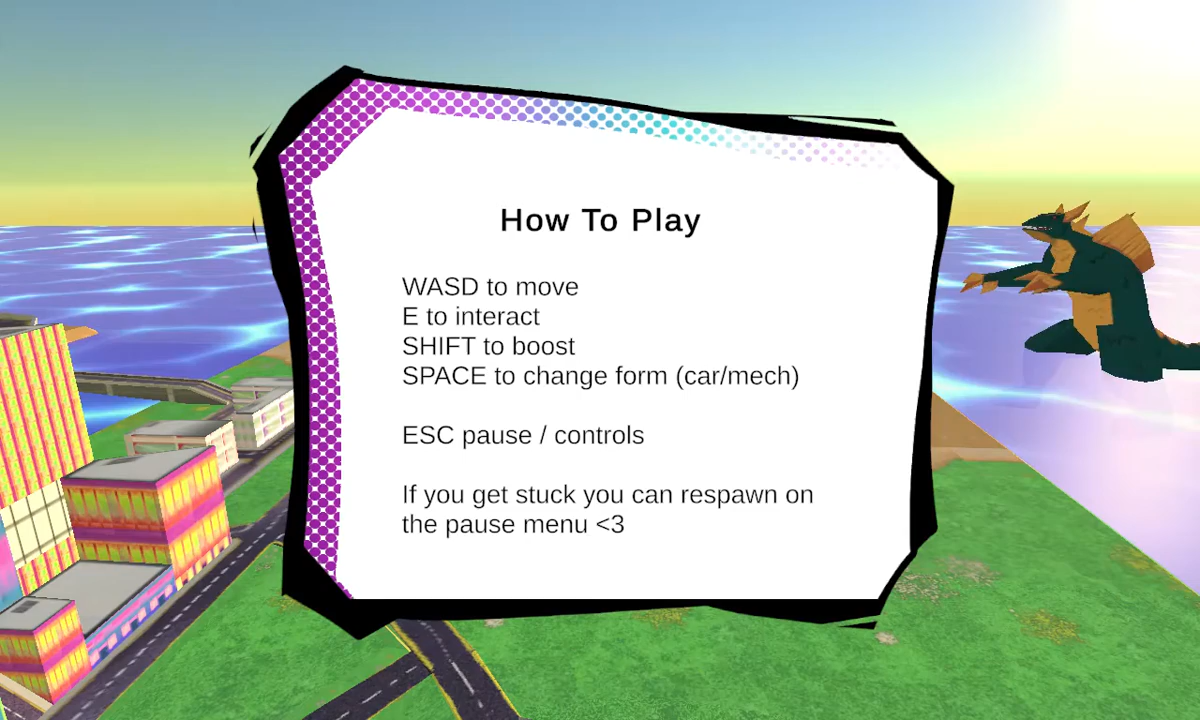 How To Play
WASD to move
E to interact
SHIFT to boost
SPACE to change form (car/mech)
ESC pause / controls
If you get stuck you can respawn on
the pause menu <3